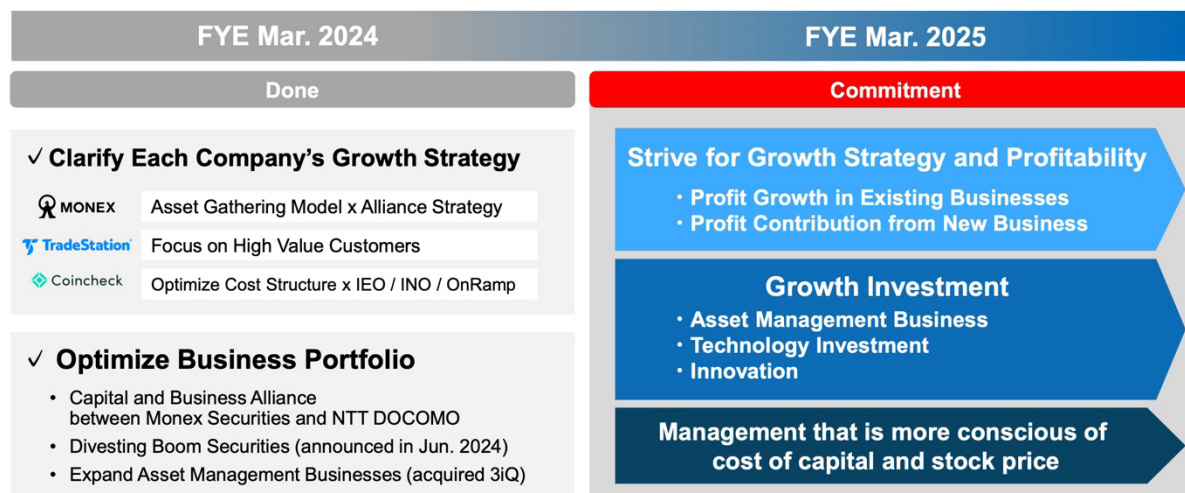 FYE Mar. 2024
FYE Mar. 2025
Done
✓ Clarify Each Company's Growth Strategy
MONEX
Asset Gathering Model x Alliance Strategy
TradeStation®
Focus on High Value Customers
Coincheck
Optimize Cost Structure x IEO / INO / OnRamp
✓ Optimize Business Portfolio
• Capital and Business Alliance
between Monex Securities and NTT DOCOMO
• Divesting Boom Securities (announced in Jun. 2024)
• Expand Asset Management Businesses (acquired 3iQ)
Commitment
Strive for Growth Strategy and Profitability
・Profit Growth in Existing Businesses
・Profit Contribution from New Business
Growth Investment
・Asset Management Business
・Technology Investment
・Innovation
Management that is more conscious of
cost of capital and stock price